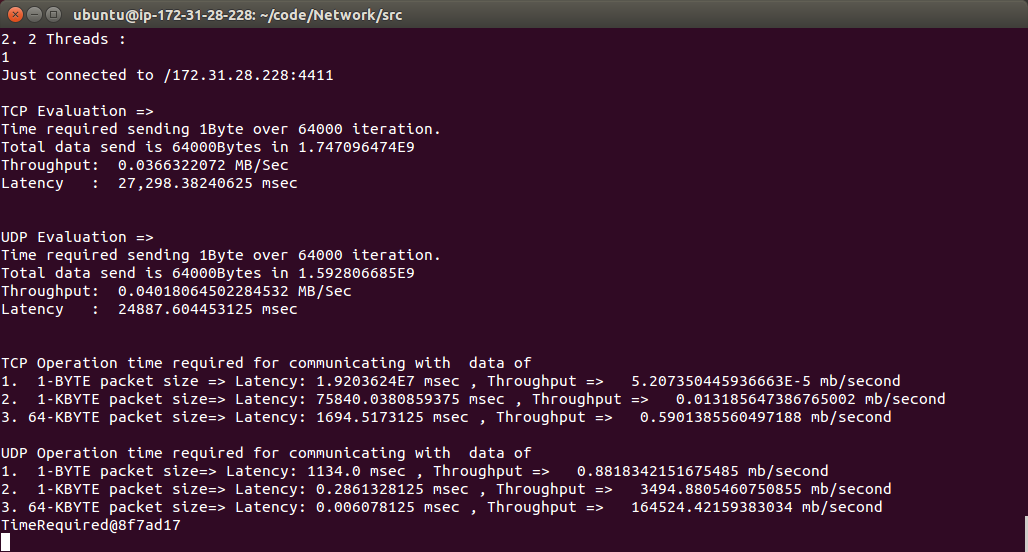 ubuntu@ip-172-31-28-228: ~/code/Network/src
2. 2 Threads :
1
Just connected to /172.31.28.228:4411
TCP Evaluation =>
Time required sending 1Byte over 64000 iteration.
Total data send is 64000Bytes in 1.747096474E9
Throughput:  0.0366322072 MB/Sec
Latency   :  27,298.38240625 msec
UDP Evaluation =>
Time required sending 1Byte over 64000 iteration.
Total data send is 64000Bytes in 1.592806685E9
Throughput:  0.04018064502284532 MB/Sec
Latency   :  24887.604453125 msec
TCP Operation time required for communicating with  data of
1.  1-BYTE packet size => Latency: 1.9203624E7 msec , Throughput =>   5.207350445936663E-5 mb/second
2.  1-KBYTE packet size=> Latency: 75840.0380859375 msec , Throughput =>   0.013185647386765002 mb/second
3. 64-KBYTE packet size=> Latency: 1694.5173125 msec , Throughput =>   0.5901385560497188 mb/second
UDP Operation time required for communicating with  data of
1.  1-BYTE packet size=> Latency: 1134.0 msec , Throughput =>   0.8818342151675485 mb/second
2.  1-KBYTE packet size=> Latency: 0.2861328125 msec , Throughput =>   3494.8805460750855 mb/second
3. 64-KBYTE packet size=> Latency: 0.006078125 msec , Throughput =>   164524.42159383034 mb/second
TimeRequired@8f7ad17